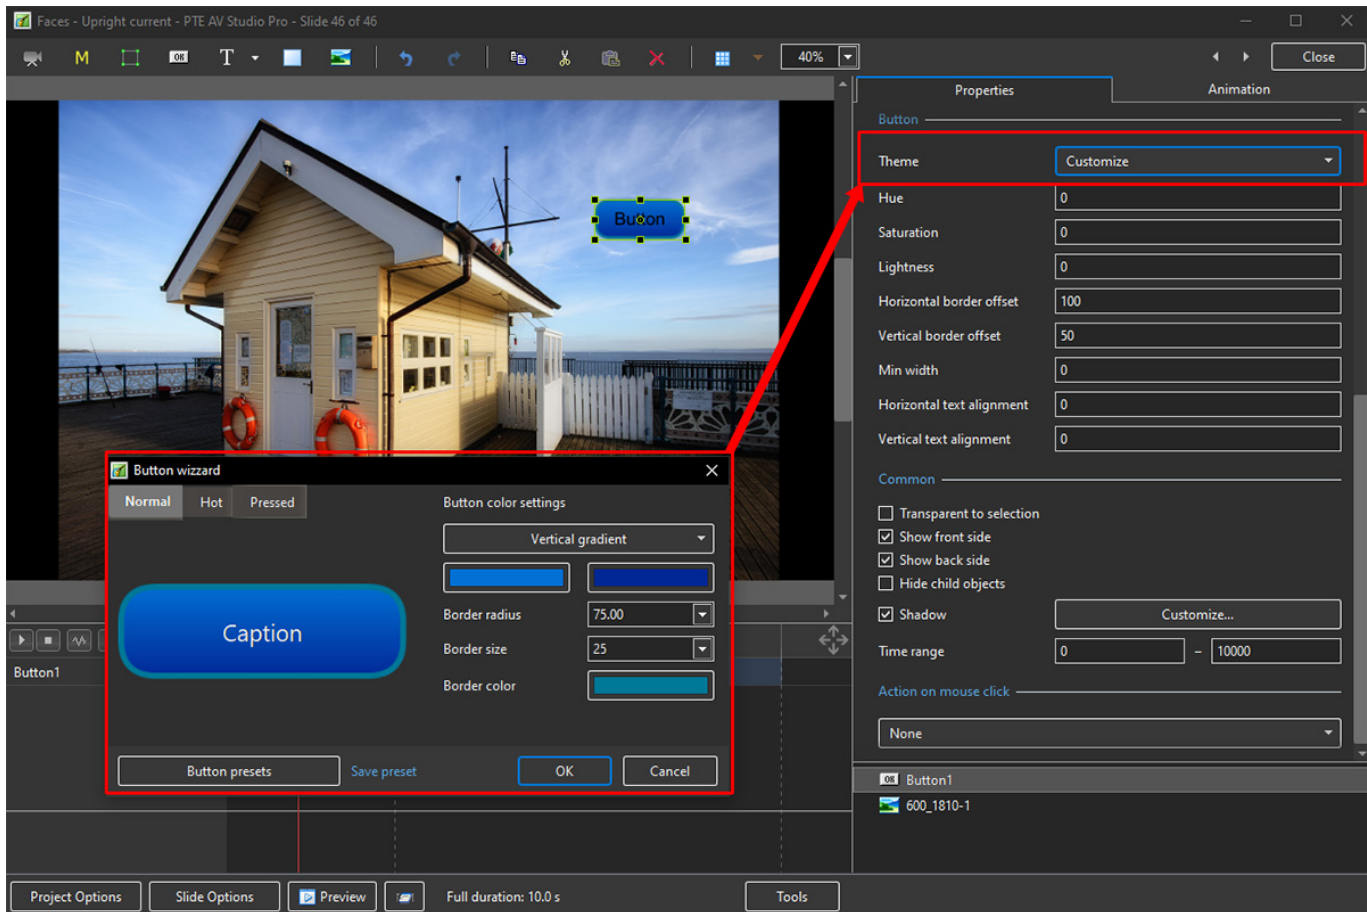 Faces - Upright current - PTE AV Studio Pro - Slide 46 of 46
M OK T 40% Close
Properties Animation
Button
Theme Customize
Hue 0
Button
Saturation 0
Lightness 0
Horizontal border offset 100
Vertical border offset 50
Min width 0
Horizontal text alignment 0
Vertical text alignment 0
Button wizzard
Normal Hot Pressed
Button color settings
Vertical gradient
Caption
Border radius 75.00
Border size 25
Border color
Button presets Save preset OK Cancel
Common
Transparent to selection
Show front side
Show back side
Hide child objects
Shadow Customize...
Time range 0 – 10000
Action on mouse click
None
Button1
OK Button1
600_1810-1
Project Options Slide Options Preview Full duration: 10.0 s Tools